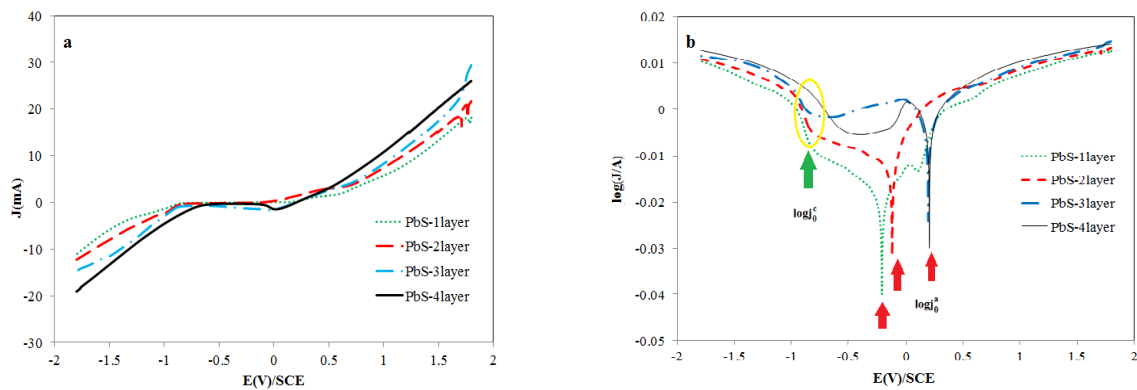 a
40
30
20
10
0
-10
-20
-30
J(mA)
-2
-1.5
-1
-0.5
0
0.5
1
1.5
2
E(V)/SCE
PbS-1layer
PbS-2layer
PbS-3layer
PbS-4layer
b
0.02
0.01
0
-0.01
-0.02
-0.03
-0.04
-0.05
log(J/A)
-2
-1.5
-1
-0.5
0
0.5
1
1.5
2
E(V)/SCE
logj₀ᶜ
logj₀ᵃ
PbS-1layer
PbS-2layer
PbS-3layer
PbS-4layer